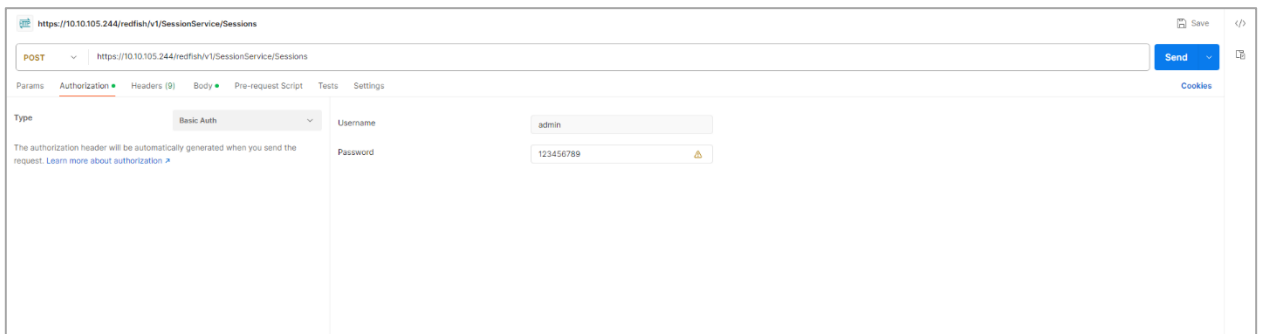 https://10.10.105.244/redfish/v1/SessionService/Sessions
Save
POST
https://10.10.105.244/redfish/v1/SessionService/Sessions
Send
Params Authorization Headers (9) Body Pre-request Script Tests Settings Cookies
Type Basic Auth
The authorization header will be automatically generated when you send the
request. Learn more about authorization ↗
Username admin
Password 123456789